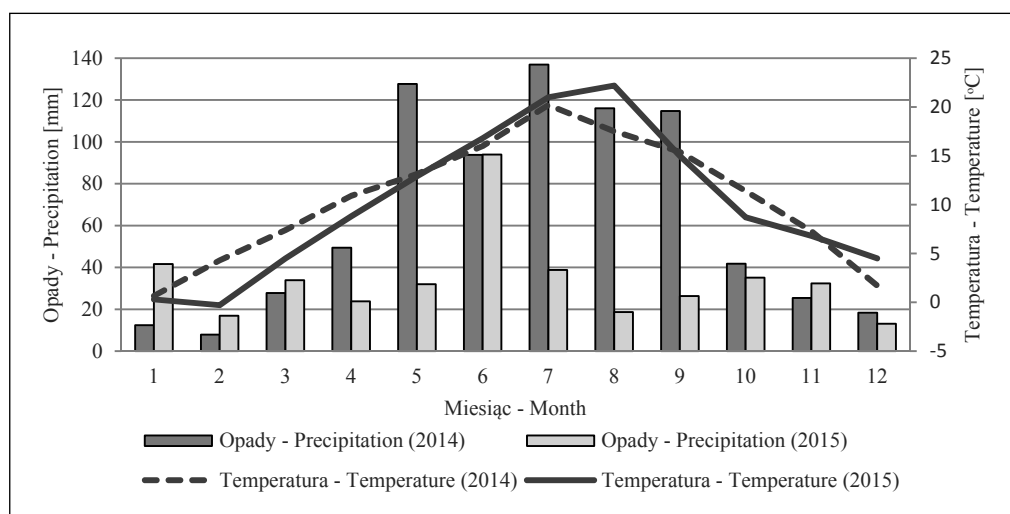 Opady - Precipitation [mm]
140
120
100
80
60
40
20
0
25
20
15
10
5
0
-5
Temperatura - Temperature [°C]
1 2 3 4 5 6 7 8 9 10 11 12
Miesiąc - Month
Opady - Precipitation (2014) Opady - Precipitation (2015)
Temperatura - Temperature (2014) Temperatura - Temperature (2015)